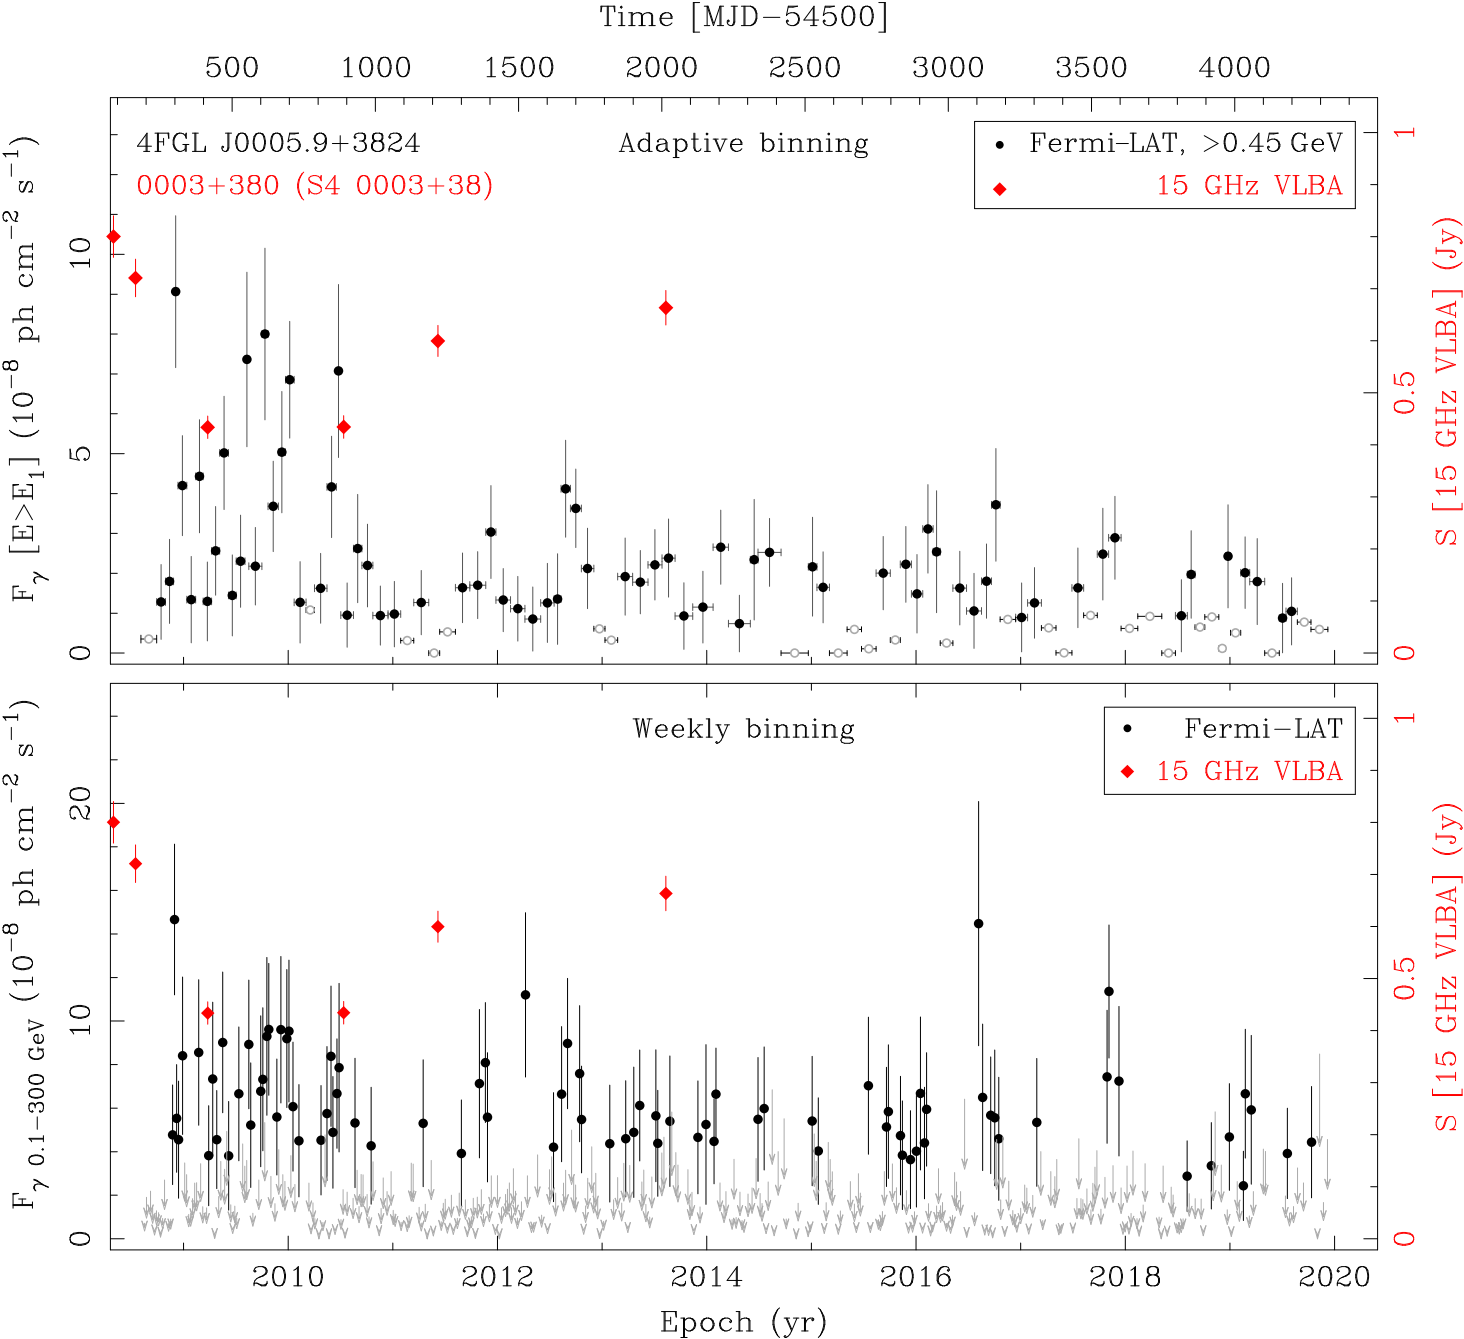 Time [MJD−54500]
500 1000 1500 2000 2500 3000 3500 4000
4FGL J0005.9+3824
0003+380 (S4 0003+38)
Adaptive binning
Fermi−LAT, >0.45 GeV
15 GHz VLBA
F γ [E>E1] (10−8 ph cm−2 s−1)
0 5 10
S [15 GHz VLBA] (Jy)
0 0.5 1
Weekly binning
Fermi−LAT
15 GHz VLBA
F γ 0.1−300 GeV (10−8 ph cm−2 s−1)
0 10 20
S [15 GHz VLBA] (Jy)
0 0.5 1
2010 2012 2014 2016 2018 2020
Epoch (yr)